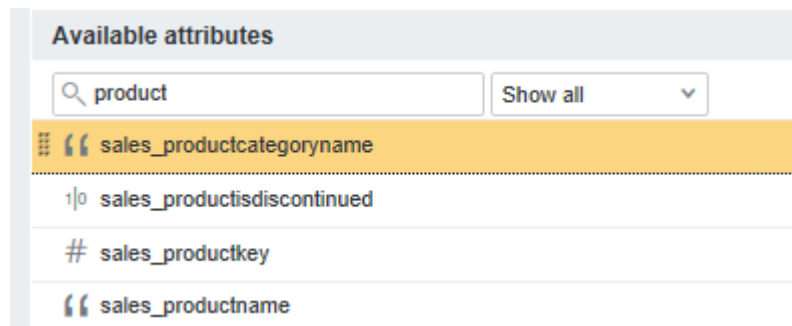 Available attributes
product Show all
sales_productcategoryname
1|0 sales_productisdiscontinued
# sales_productkey
sales_productname